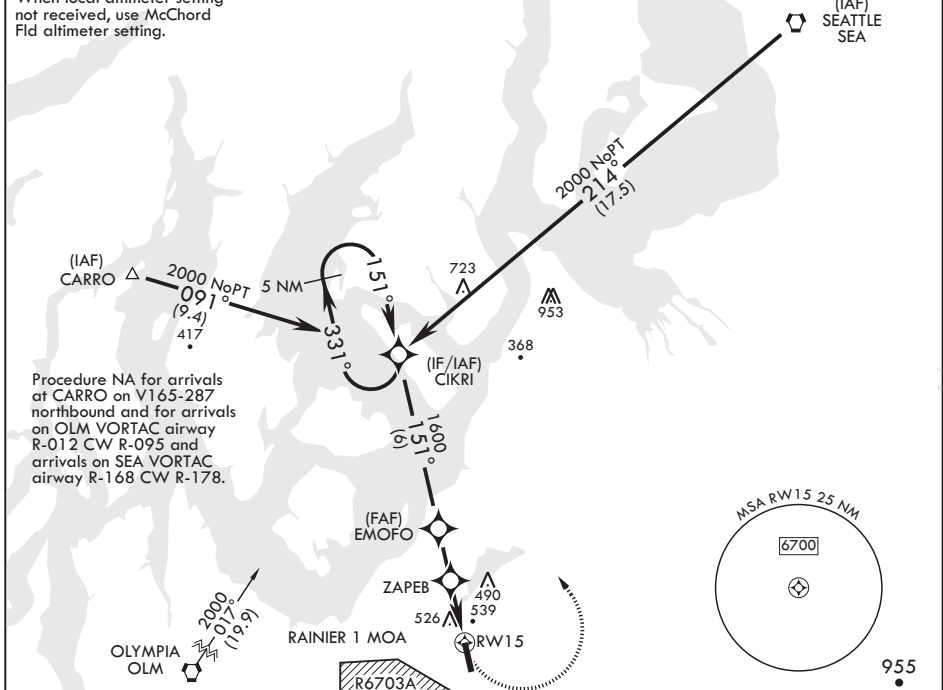 When local altimeter setting
not received, use McChord
Fld altimeter setting.
(IAF)
SEATTLE
SEA
2000 NoPT
214°
(17.5)
(IAF)
CARRO
2000 NoPT
091°
(9.4)
417
5 NM
151°
331°
723
953
368
(IF/IAF)
CIKRI
Procedure NA for arrivals
at CARRO on V165-287
northbound and for arrivals
on OLM VORTAC airway
R-012 CW R-095 and
arrivals on SEA VORTAC
airway R-168 CW R-178.
1600
151°
(6)
(FAF)
EMOFO
ZAPEB
490
539
526
RW15
RAINIER 1 MOA
R6703A
2000
017°
(19.9)
OLYMPIA
OLM
MSA RW15 25 NM
6700
955